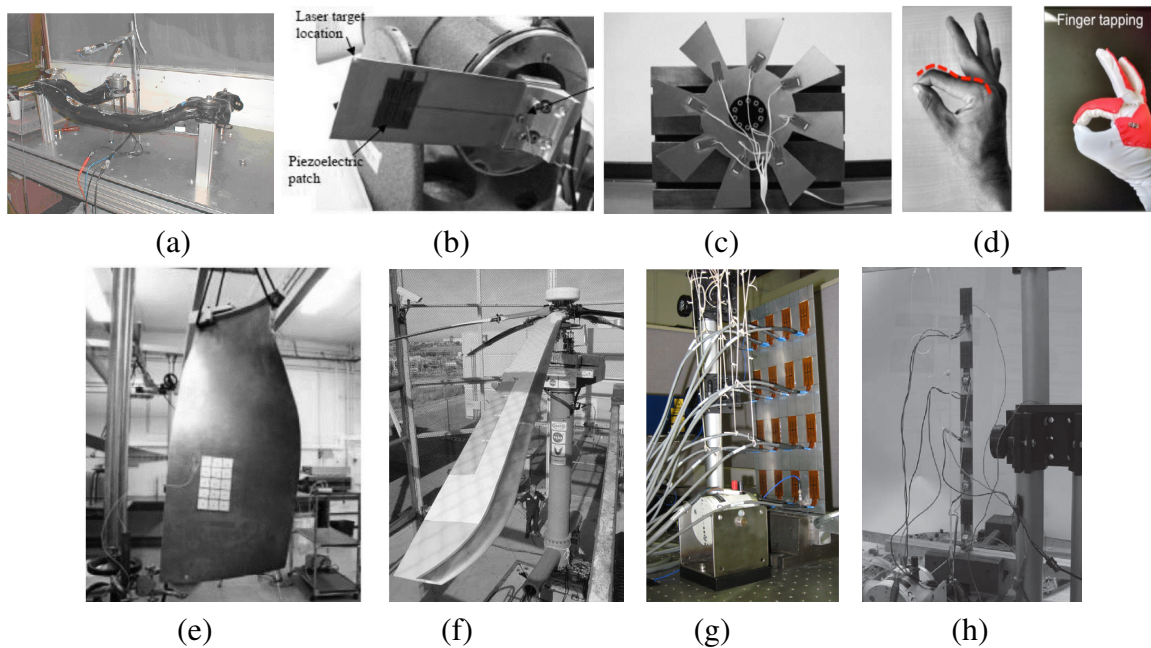 Laser target
location
Piezoelectric
patch
Finger tapping
(a)
(b)
(c)
(d)
(e)
(f)
(g)
(h)